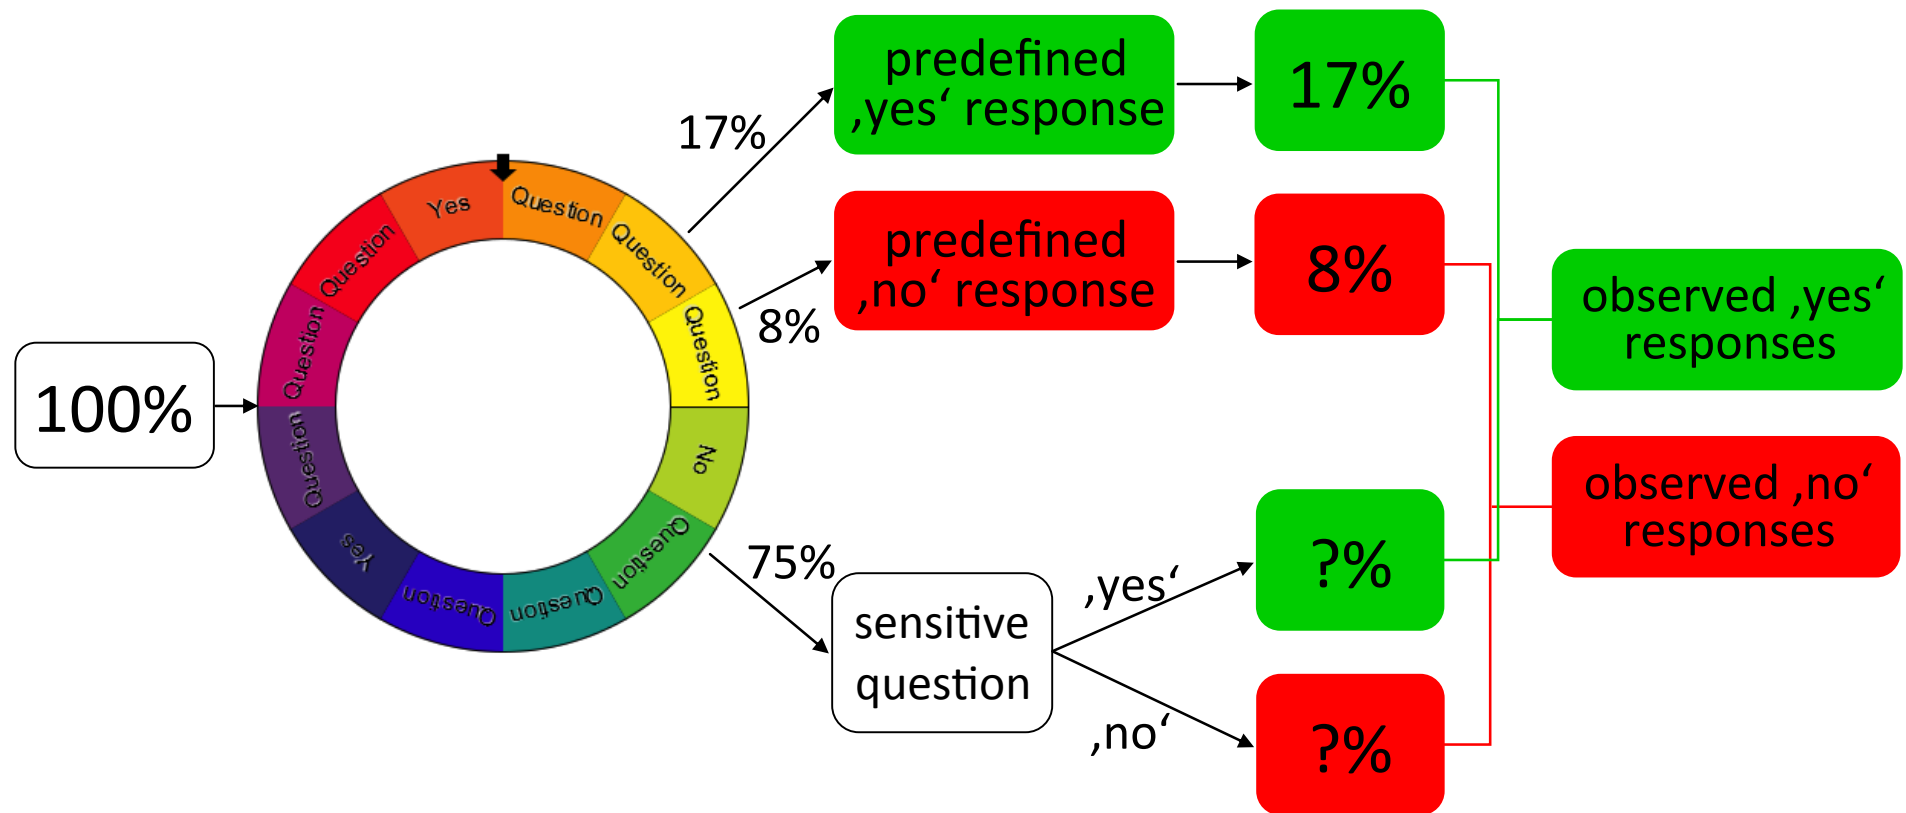 100%
Yes
Question
Question
Question
No
Question
Question
Question
Yes
Question
Question
Question
17%
8%
75%
predefined
‚yes‘ response
17%
predefined
‚no‘ response
8%
sensitive
question
‚yes‘
‚no‘
?%
?%
observed ‚yes‘
responses
observed ‚no‘
responses